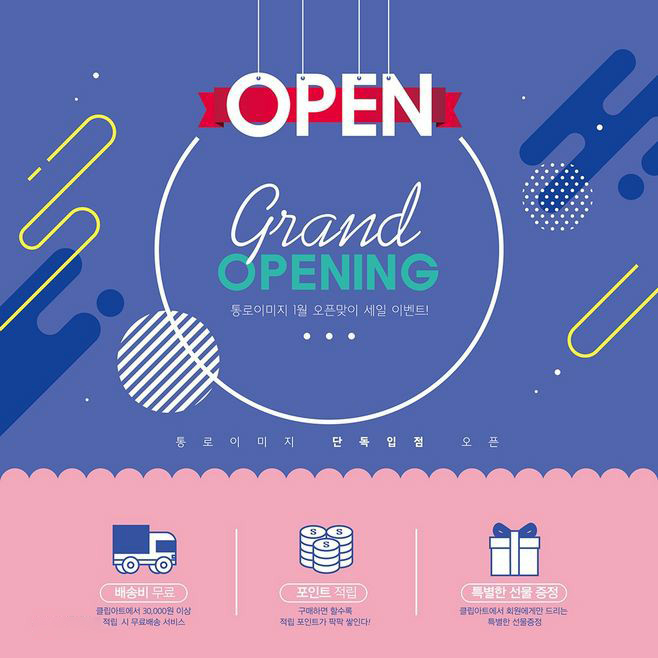 OPEN
Grand
OPENING
통로이미지 1월 오픈맞이 세일 이벤트!
통로이미지 단독입점 오픈
배송비 무료
클립아트에서 30,000원 이상
적립 시 무료배송 서비스
포인트 적립
구매하면 할수록
적립 포인트가 팍팍 쌓인다!
특별한 선물 증정
클립아트에서 회원에게만 드리는
특별한 선물증정
$
$
$